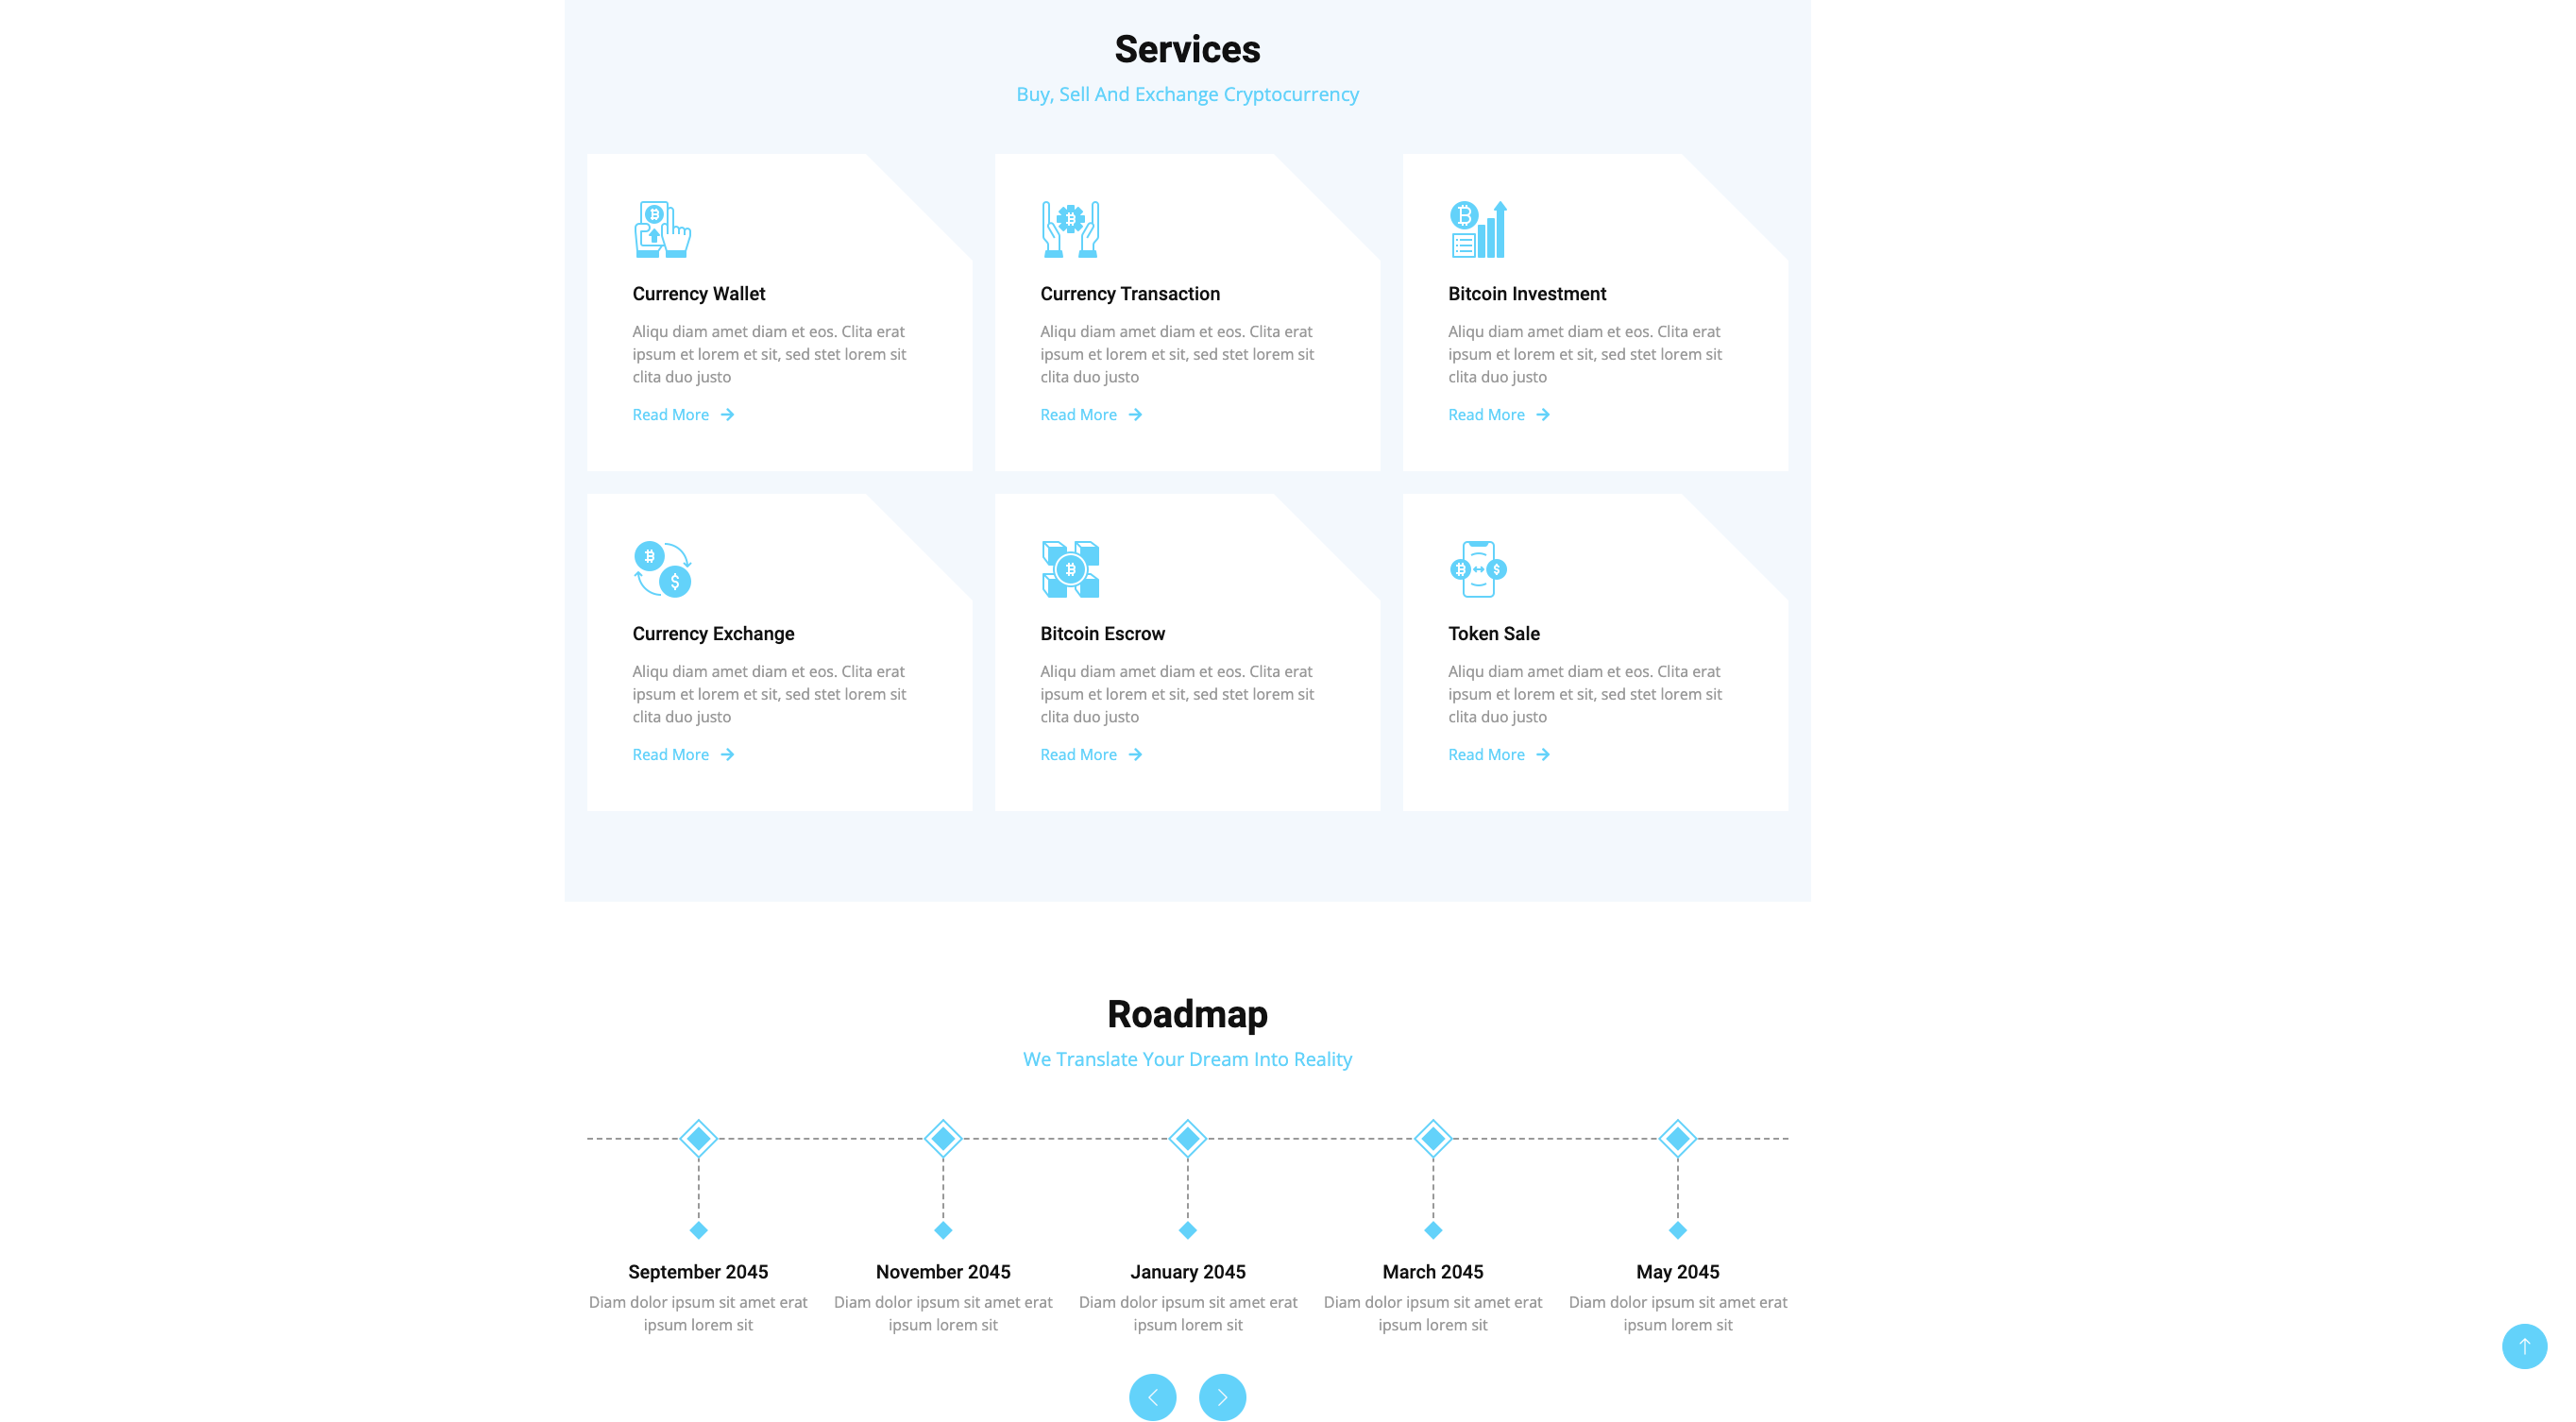 Services
Buy, Sell And Exchange Cryptocurrency
Currency Wallet
Aliqu diam amet diam et eos. Clita erat
ipsum et lorem et sit, sed stet lorem sit
clita duo justo
Read More
Currency Transaction
Aliqu diam amet diam et eos. Clita erat
ipsum et lorem et sit, sed stet lorem sit
clita duo justo
Read More
Bitcoin Investment
Aliqu diam amet diam et eos. Clita erat
ipsum et lorem et sit, sed stet lorem sit
clita duo justo
Read More
Currency Exchange
Aliqu diam amet diam et eos. Clita erat
ipsum et lorem et sit, sed stet lorem sit
clita duo justo
Read More
Bitcoin Escrow
Aliqu diam amet diam et eos. Clita erat
ipsum et lorem et sit, sed stet lorem sit
clita duo justo
Read More
Token Sale
Aliqu diam amet diam et eos. Clita erat
ipsum et lorem et sit, sed stet lorem sit
clita duo justo
Read More
Roadmap
We Translate Your Dream Into Reality
September 2045
Diam dolor ipsum sit amet erat
ipsum lorem sit
November 2045
Diam dolor ipsum sit amet erat
ipsum lorem sit
January 2045
Diam dolor ipsum sit amet erat
ipsum lorem sit
March 2045
Diam dolor ipsum sit amet erat
ipsum lorem sit
May 2045
Diam dolor ipsum sit amet erat
ipsum lorem sit